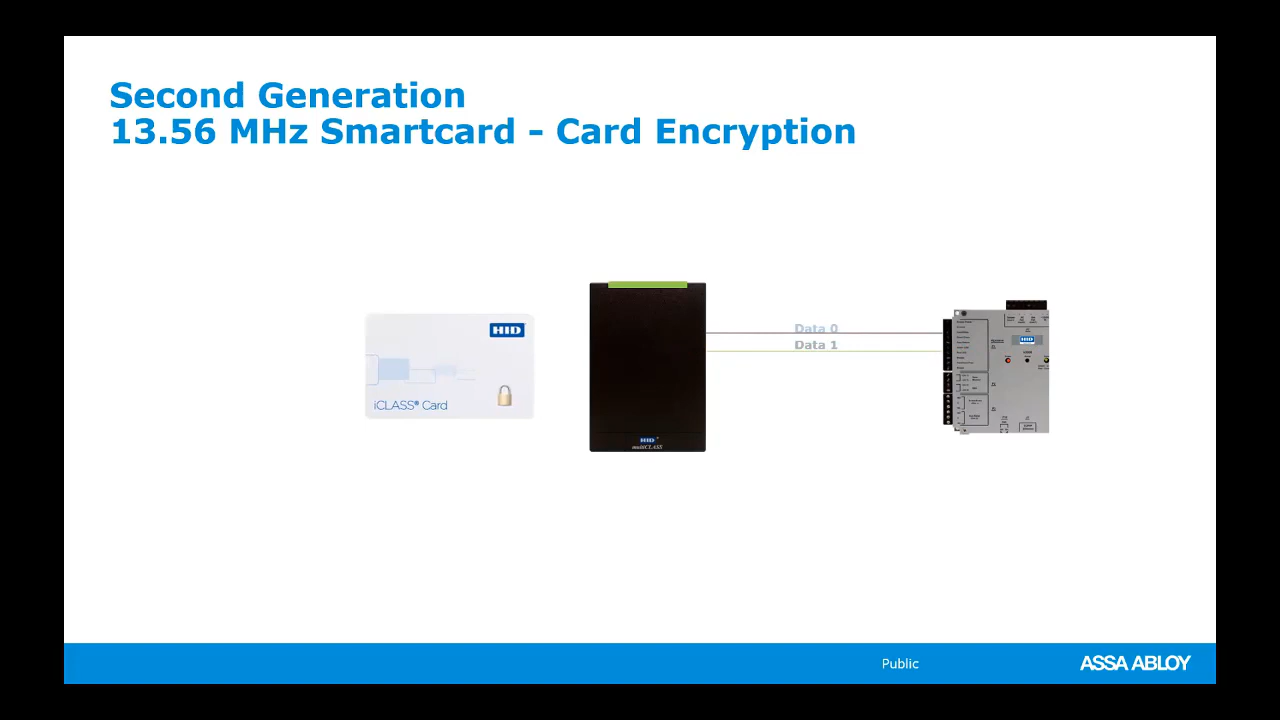 Second Generation
13.56 MHz Smartcard - Card Encryption
HID
iCLASS® Card
Data 0
Data 1
HID
multiCLASS
HID
Public
ASSA ABLOY